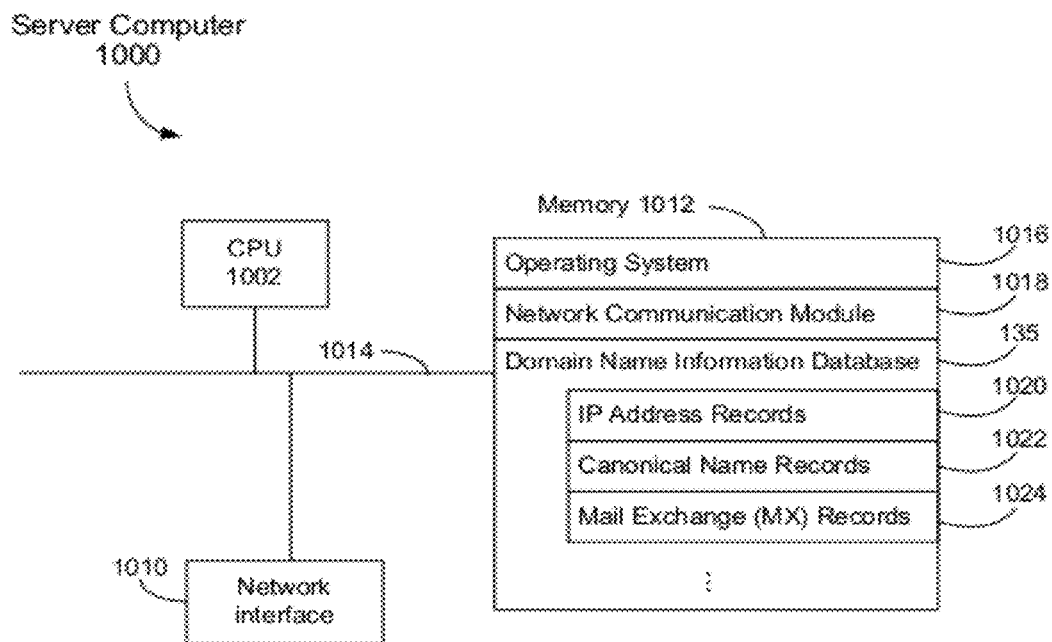 Server Computer
1000
CPU
1002
1014
1010
Network
interface
Memory 1012
Operating System
1016
Network Communication Module
1018
Domain Name Information Database
135
IP Address Records
1020
Canonical Name Records
1022
Mail Exchange (MX) Records
1024